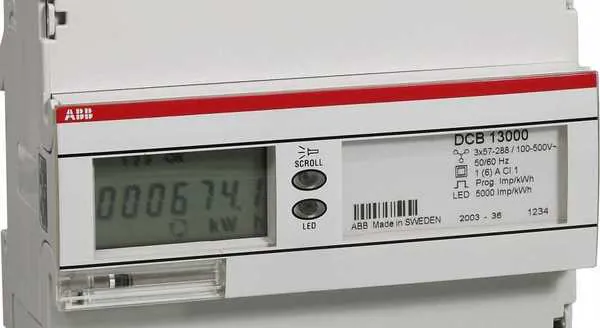 ABB
SCROLL
000674.1
kW h
LED
DCB 13000
3x57-288 / 100-500V~
50/60 Hz
1 (6) A Cl 1
Prog. Imp/kWh
LED 5000 Imp/kWh
ABB Made in SWEDEN 2003 - 36 1234